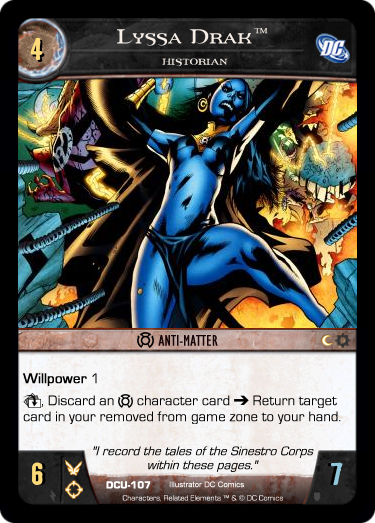 4
Lyssa Drak™
DC
HISTORIAN
ANTI-MATTER
Willpower 1
, Discard an character card ➔ Return target
card in your removed from game zone to your hand.
"I record the tales of the Sinestro Corps
within these pages."
6
DCU-107 Illustrator DC Comics
7
Characters, Related Elements ™ & © DC Comics